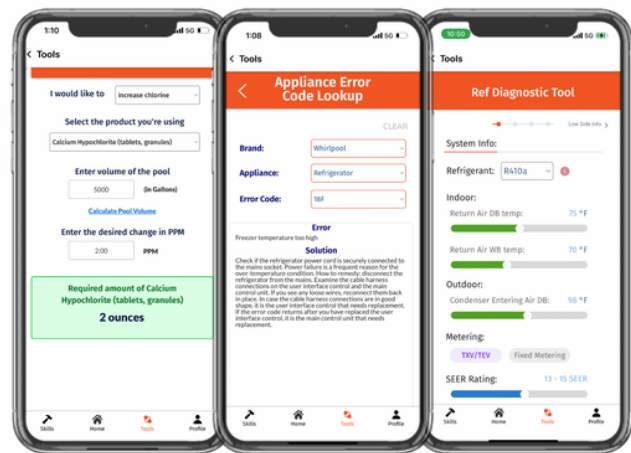 1:10
5G
Tools
I would like to
increase chlorine
Select the product you're using
Calcium Hypochlorite (tablets, granules)
Enter volume of the pool
5000
(in Gallons)
Calculate Pool Volume
Enter the desired change in PPM
2.00
PPM
Required amount of Calcium
Hypochlorite (tablets, granules)
2 ounces
Skills
Home
Tools
Profile
1:08
5G
Tools
Appliance Error
Code Lookup
CLEAR
Brand:
Whirlpool
Appliance:
Refrigerator
Error Code:
18F
Error
Freezer temperature too high
Solution
Check if the refrigerator power cord is securely connected to
the mains socket. Power failure is a frequent reason for the
over-temperature condition. How to remedy: disconnect the
refrigerator from the mains. Examine the cable harness
connections on the user interface control and the main
control unit. If you see any loose wires, reconnect them back
in place. In case the cable harness connections are in good
shape, it is the user interface control that needs replacement.
If the error code returns after you have replaced the user
interface control, it is the main control unit that needs
replacement.
Skills
Home
Tools
Profile
10:50
5G
Tools
Ref Diagnostic Tool
Low Side Info
System Info:
Refrigerant:
R410a
Indoor:
Return Air DB temp:
75 °F
Return Air WB temp:
70 °F
Outdoor:
Condenser Entering Air DB:
98 °F
Metering:
TXV/TEV
Fixed Metering
SEER Rating:
13 - 15 SEER
Skills
Home
Tools
Profile